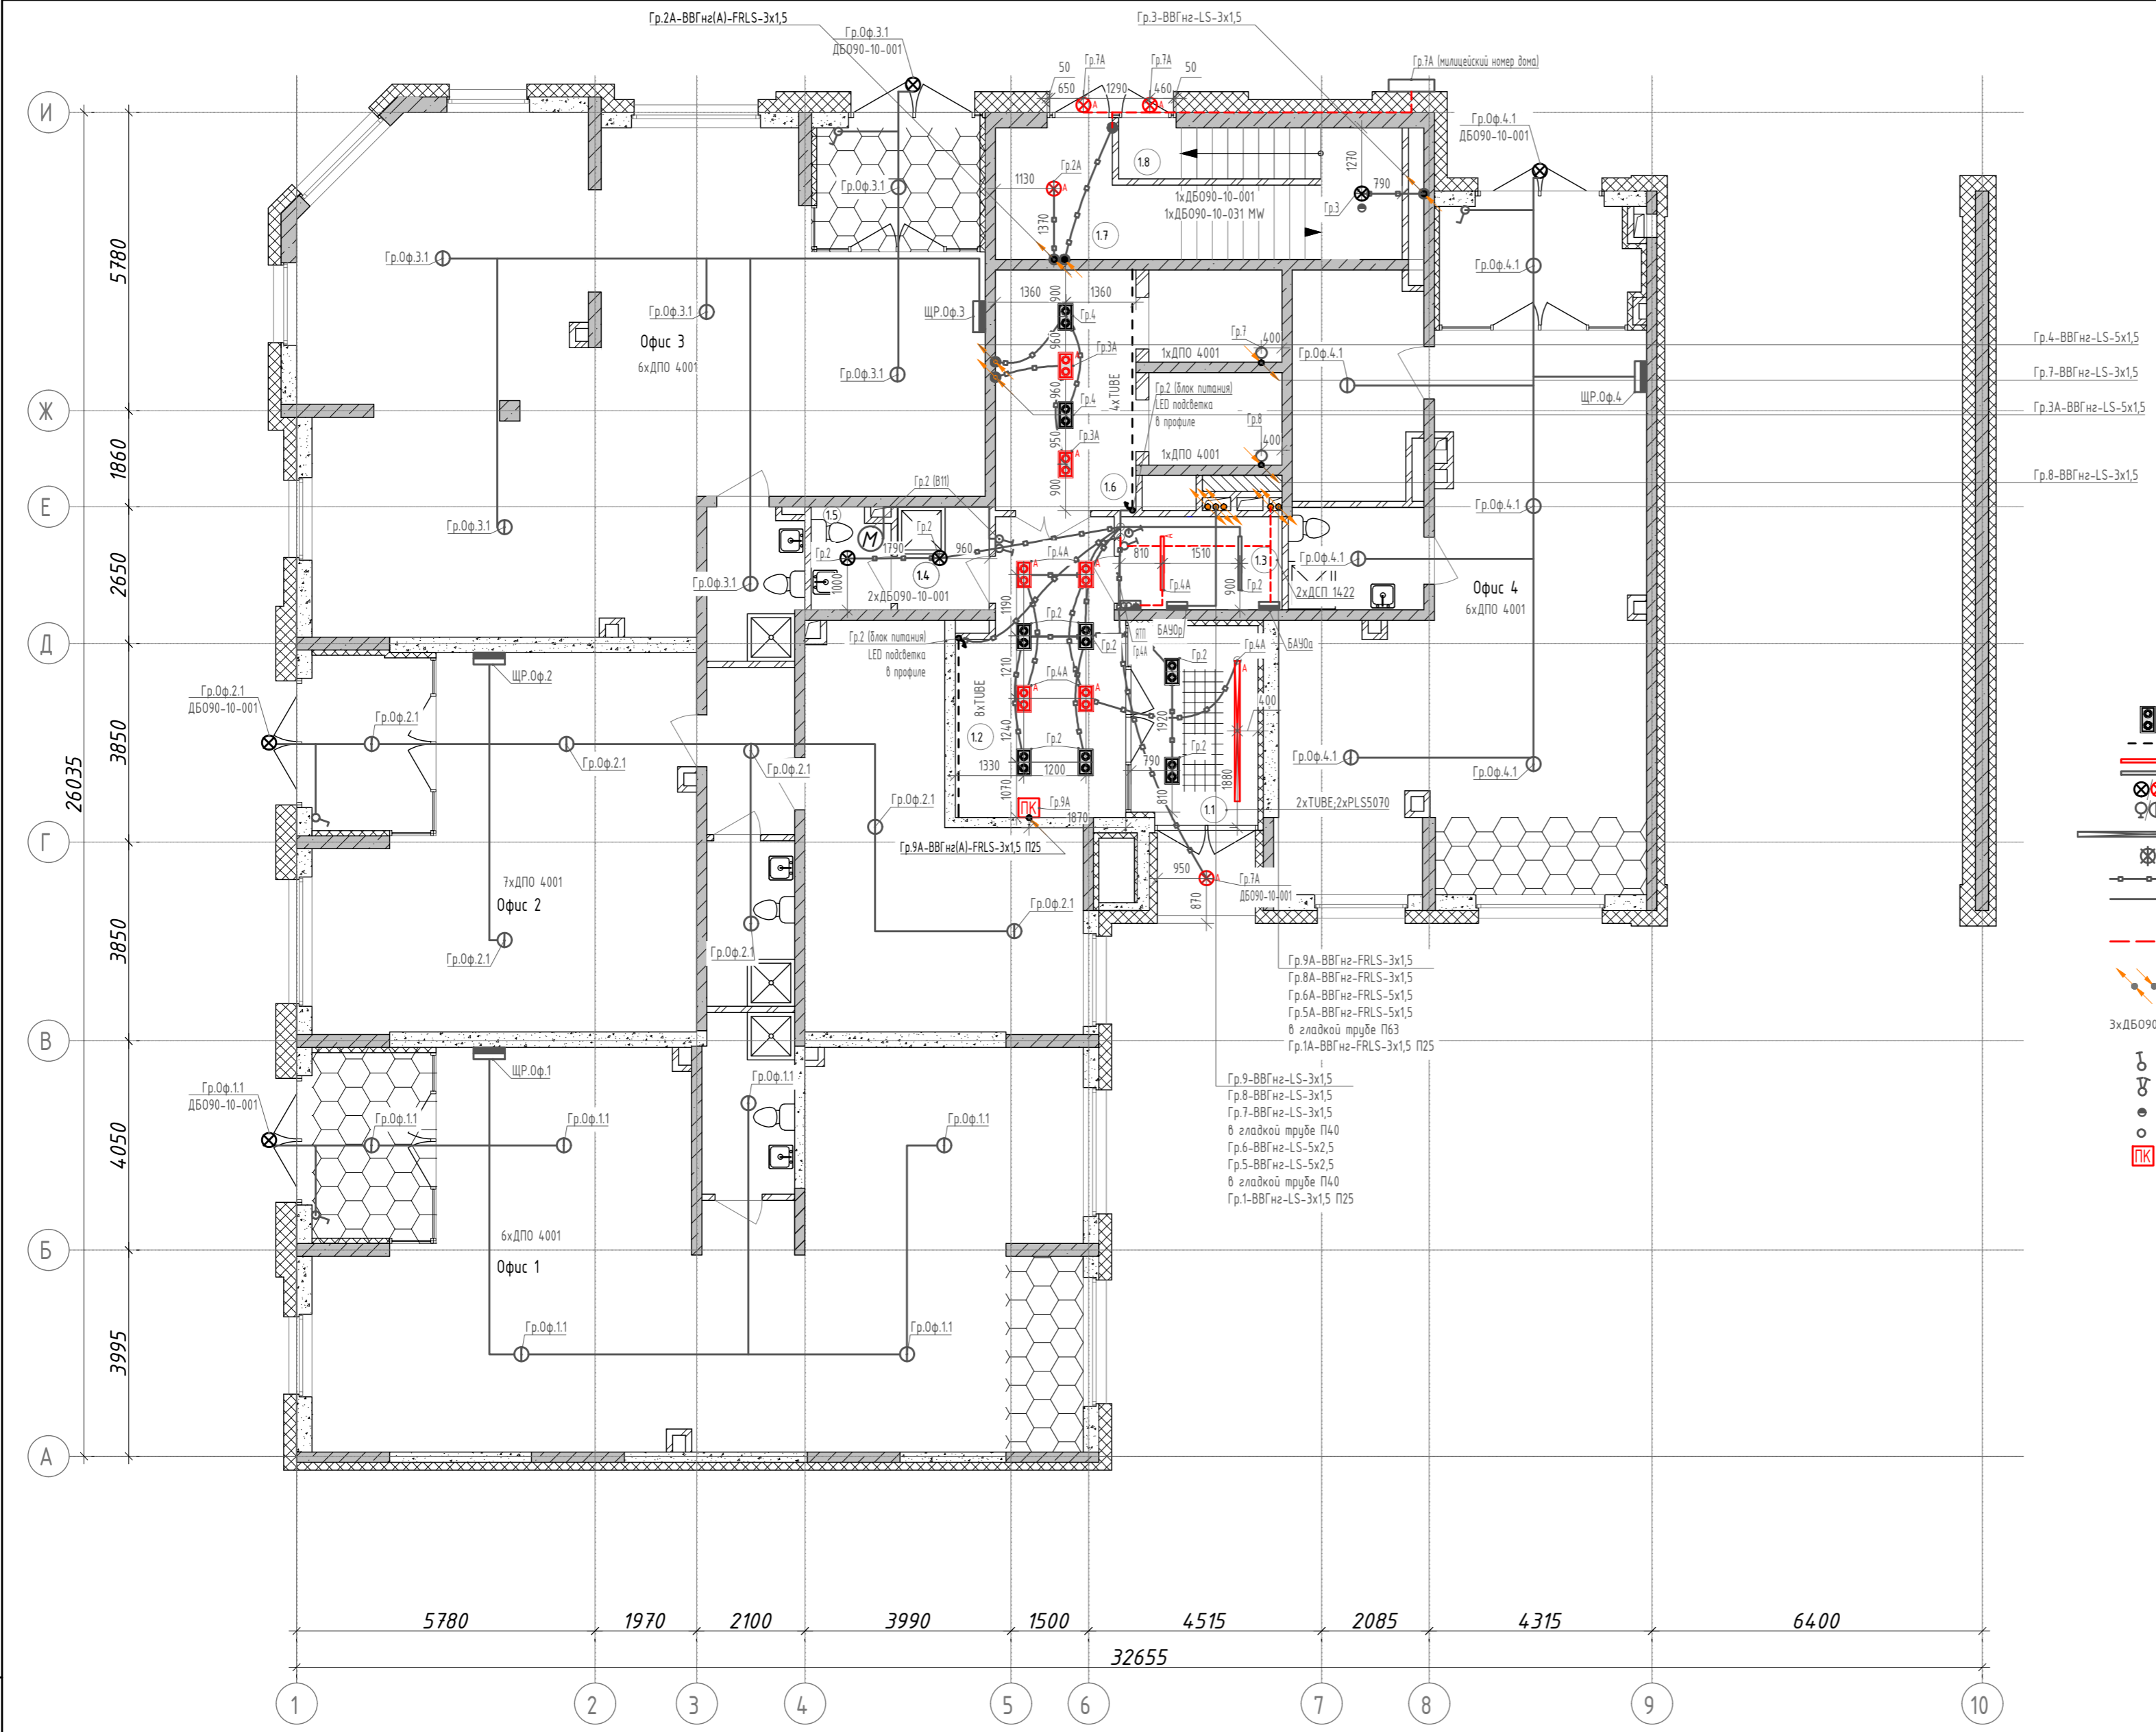 Гр.2А-ВВГнг(А)-FRLS-3х1,5
Гр.Оф.3.1
ДБО90-10-001
Гр.3-ВВГнг-LS-3х1,5
Гр.7А
Гр.7А
50
650
1290
460
50
Гр.7А (милицейский номер дома)
И
Гр.Оф.4.1
ДБО90-10-001
1.8
1270
Гр.Оф.3.1
Гр.2А
1130
1370
790
Гр.3
1хДБО90-10-001
1хДБО90-10-031 MW
1.7
5780
Гр.Оф.3.1
Гр.Оф.4.1
Гр.Оф.3.1
ЩР.Оф.3
1360
900
1360
Гр.4
Офис 3
6хДПО 4001
960
Гр.3А
Гр.7
400
1хДПО 4001
Гр.Оф.4.1
Гр.4-ВВГнг-LS-5х1,5
Гр.Оф.3.1
960
4хTUBE
Гр.2 (блок питания)
LED подсветка
в профиле
Гр.7-ВВГнг-LS-3х1,5
Ж
Гр.4
ЩР.Оф.4
Гр.3А-ВВГнг-LS-5х1,5
Гр.8
950
Гр.3А
400
1хДПО 4001
1860
900
1.6
Гр.2 (В11)
Гр.8-ВВГнг-LS-3х1,5
Е
Гр.Оф.3.1
1.5
Гр.Оф.4.1
М
Гр.2
1790
Гр.2
960
Гр.4А
810
1510
1.3
Гр.Оф.4.1
2650
Гр.Оф.3.1
1000
1.4
2хДБО90-10-001
1190
Гр.4А
900
Гр.2
2хДСП 1422
Офис 4
6хДПО 4001
Д
Гр.2
Гр.2 (блок питания)
LED подсветка
в профиле
Гр.2
ЯТП
Гр4А
БАУОр
Гр.2
Гр.4А
БАУОа
ЩР.Оф.2
1210
Гр.4А
Гр.Оф.2.1
ДБО90-10-001
Гр.Оф.2.1
8хTUBE
400
1.2
1240
1920
3850
26035
Гр.Оф.2.1
Гр.Оф.2.1
Гр.2
Гр.2
Гр.Оф.4.1
Гр.Оф.4.1
1330
1200
790
1070
810
1880
Гр.Оф.2.1
ПК
Гр.9А
1870
1.1
2хTUBE;2хPLS5070
Г
Гр.9А-ВВГнг(А)-FRLS-3х1,5 П25
7хДПО 4001
Офис 2
950
Гр.7А
ДБО90-10-001
870
Гр.Оф.2.1
3850
Гр.Оф.2.1
Гр.Оф.2.1
Гр.9А-ВВГнг-FRLS-3х1,5
Гр.8А-ВВГнг-FRLS-3х1,5
Гр.6А-ВВГнг-FRLS-5х1,5
Гр.5А-ВВГнг-FRLS-5х1,5
в гладкой трубе П63
Гр.1А-ВВГнг-FRLS-3х1,5 П25
3хДБО90
В
ЩР.Оф.1
Гр.Оф.1.1
ДБО90-10-001
Гр.Оф.1.1
Гр.9-ВВГнг-LS-3х1,5
Гр.8-ВВГнг-LS-3х1,5
Гр.7-ВВГнг-LS-3х1,5
в гладкой трубе П40
Гр.6-ВВГнг-LS-5х2,5
Гр.5-ВВГнг-LS-5х2,5
в гладкой трубе П40
Гр.1-ВВГнг-LS-3х1,5 П25
Гр.Оф.1.1
Гр.Оф.1.1
Гр.Оф.1.1
ПК
4050
6хДПО 4001
Б
Офис 1
Гр.Оф.1.1
Гр.Оф.1.1
3995
А
5780
1970
2100
3990
1500
4515
2085
4315
6400
32655
1
2
3
4
5
6
7
8
9
10